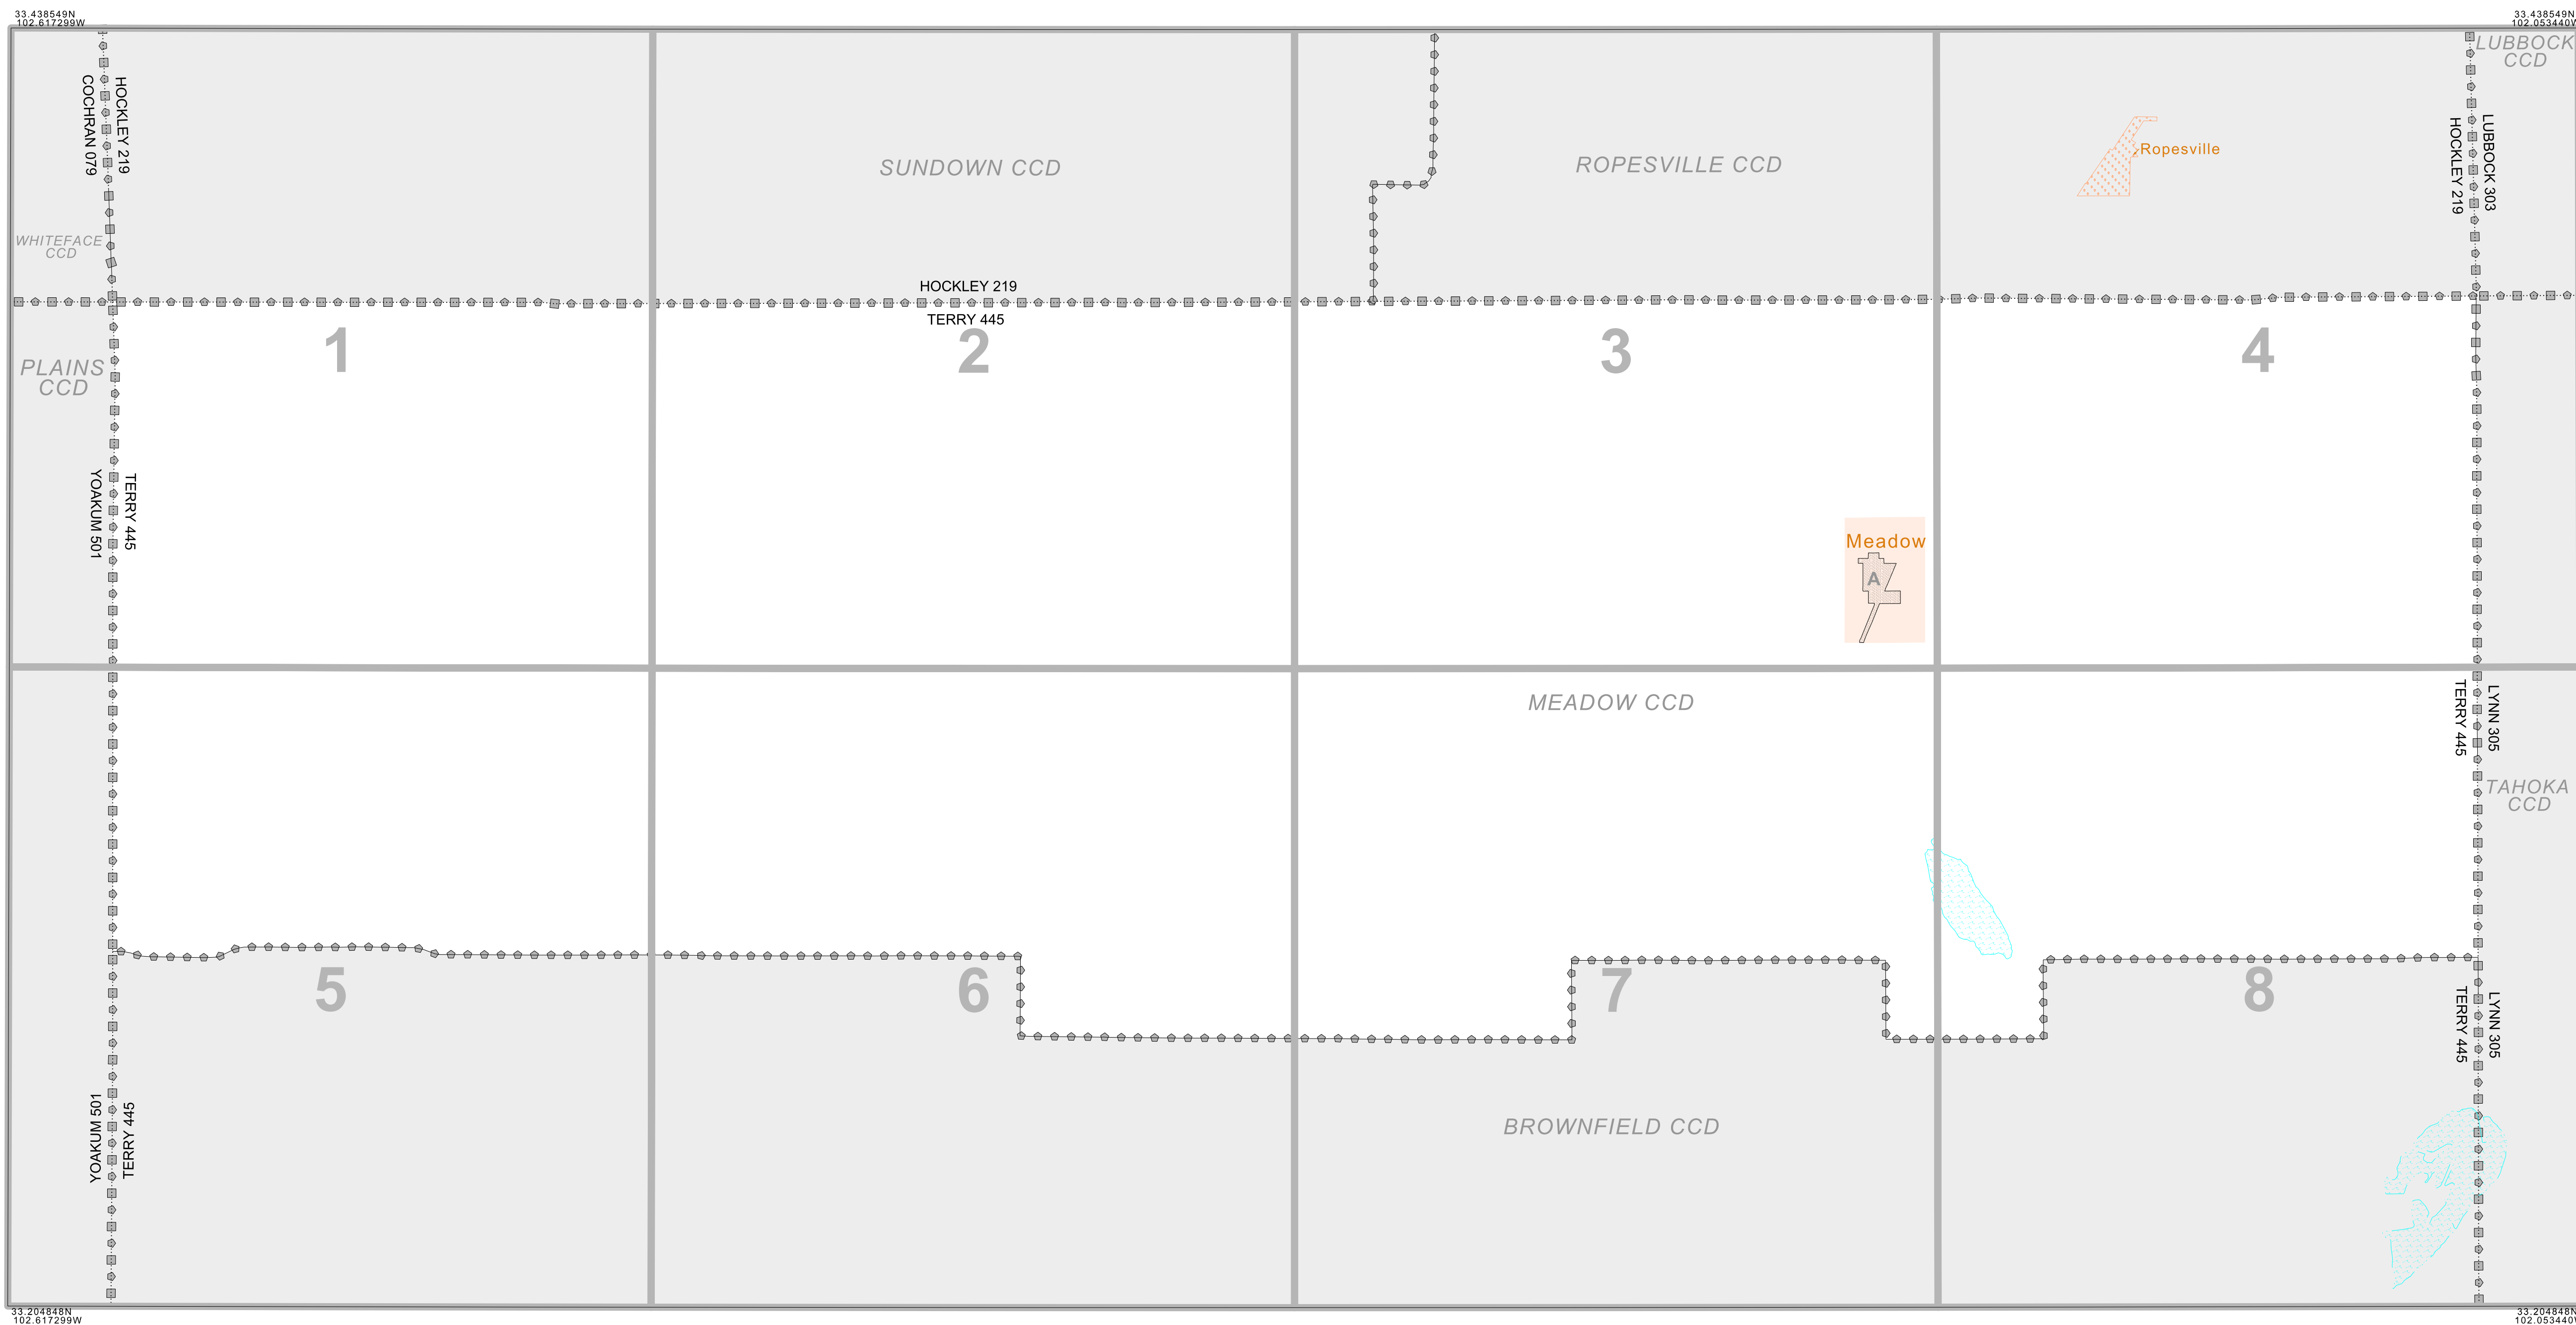 33.438549N
102.617299W
33.438549N
102.053440W
LUBBOCK
CCD
HOCKLEY 219
COCHRAN 079
SUNDOWN CCD
ROPESVILLE CCD
Ropesville
LUBBOCK 303
HOCKLEY 219
WHITEFACE
CCD
HOCKLEY 219
TERRY 445
1
2
3
4
PLAINS
CCD
TERRY 445
YOAKUM 501
Meadow
A
MEADOW CCD
LYNN 305
TERRY 445
TAHOKA
CCD
5
6
7
8
LYNN 305
TERRY 445
YOAKUM 501
TERRY 445
BROWNFIELD CCD
33.204848N
102.617299W
33.204848N
102.053440W